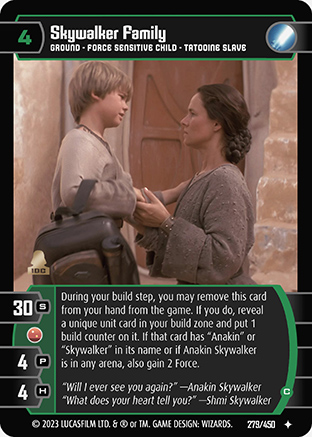 4
Skywalker Family
GROUND - FORCE SENSITIVE CHILD - TATOOINE SLAVE
IDC
30 S
4 P
4 H
During your build step, you may remove this card
from your hand from the game. If you do, reveal
a unique unit card in your build zone and put 1
build counter on it. If that card has “Anakin” or
“Skywalker” in its name or if Anakin Skywalker
is in any arena, also gain 2 Force.
“Will I ever see you again?” —Anakin Skywalker
“What does your heart tell you?” —Shmi Skywalker
C
© 2023 LUCASFILM LTD. & ® or TM. GAME DESIGN: WIZARDS.
279/450